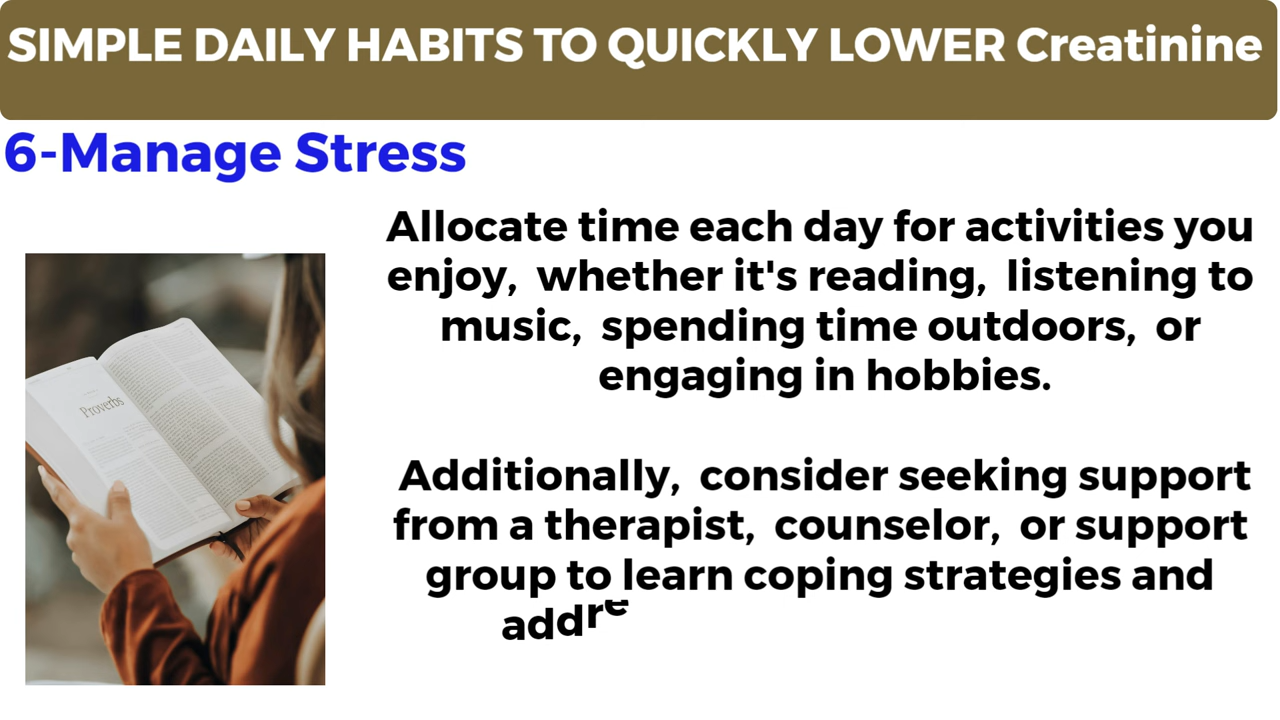 SIMPLE DAILY HABITS TO QUICKLY LOWER Creatinine
6-Manage Stress
Allocate time each day for activities you
enjoy, whether it's reading, listening to
music, spending time outdoors, or
engaging in hobbies.
Additionally, consider seeking support
from a therapist, counselor, or support
group to learn coping strategies and
addre
Proverbs